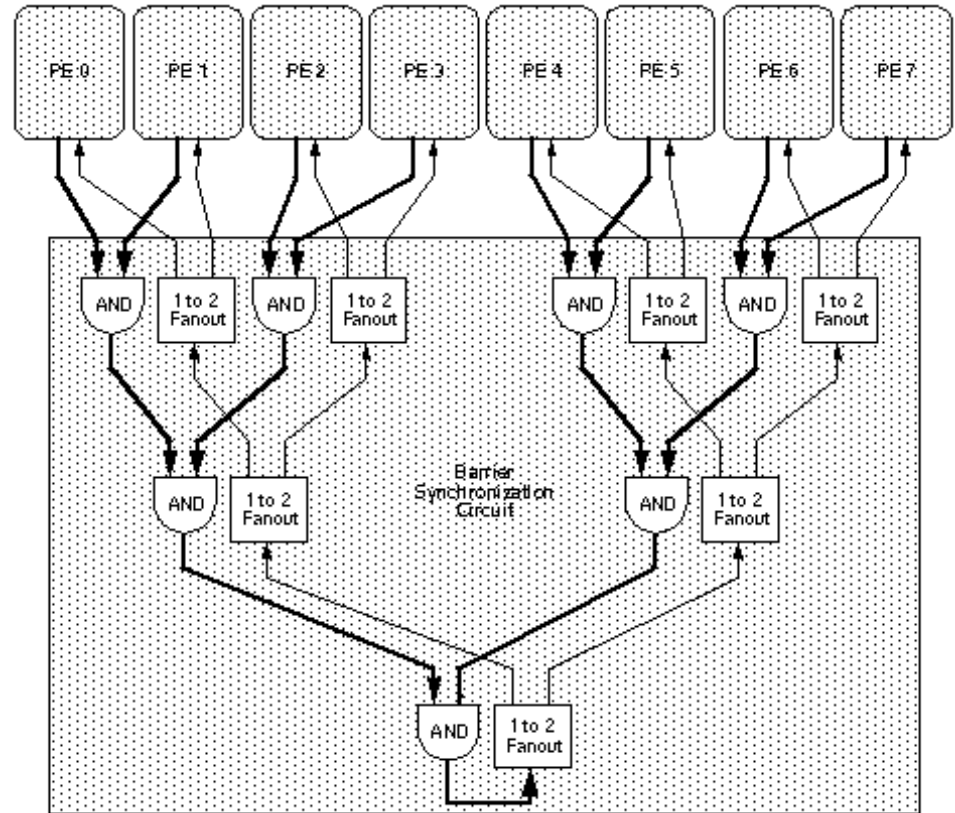 PE 0
PE 1
PE 2
PE 3
PE 4
PE 5
PE 6
PE 7
AND
1 to 2
Fanout
AND
1 to 2
Fanout
AND
1 to 2
Fanout
AND
1 to 2
Fanout
AND
1 to 2
Fanout
Barrier
Synchronization
Circuit
AND
1 to 2
Fanout
AND
1 to 2
Fanout